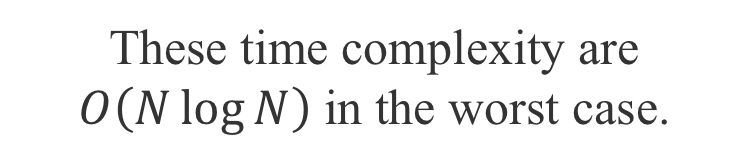 These time complexity are
O(N log N) in the worst case.